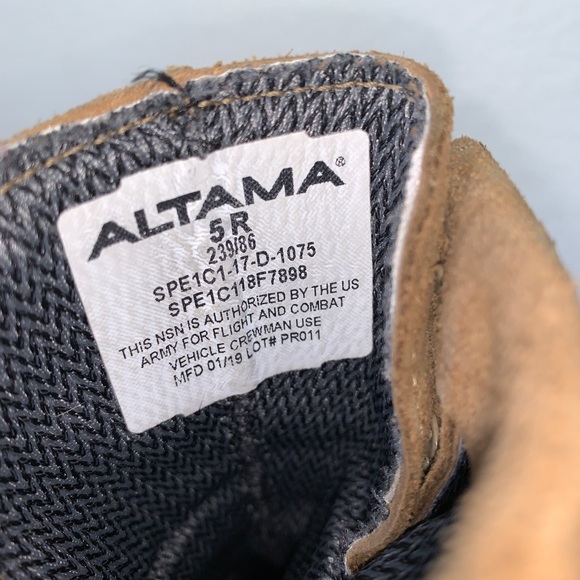 ALTAMA®
5 R
239/86
SPE1C1-17-D-1075
SPE1C118F7898
THIS NSN IS AUTHORIZED BY THE US
ARMY FOR FLIGHT AND COMBAT
VEHICLE CREWMAN USE
MFD 01/19 LOT# PR011